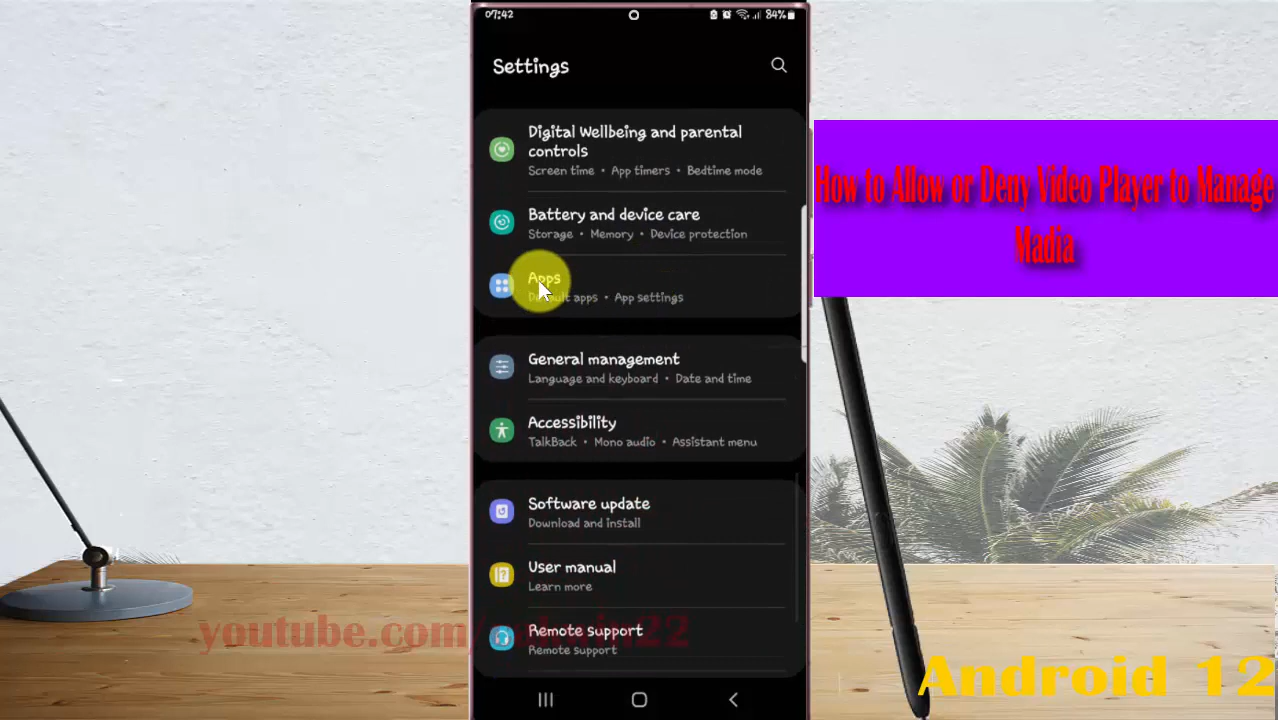 07:42
84%
Settings
Digital Wellbeing and parental
controls
Screen time • App timers • Bedtime mode
Battery and device care
Storage • Memory • Device protection
Apps
Default apps • App settings
General management
Language and keyboard • Date and time
Accessibility
TalkBack • Mono audio • Assistant menu
Software update
Download and install
User manual
Learn more
Remote support
Remote support
How to Allow or Deny Video Player to Manage
Madia
youtube.com/
Android 12